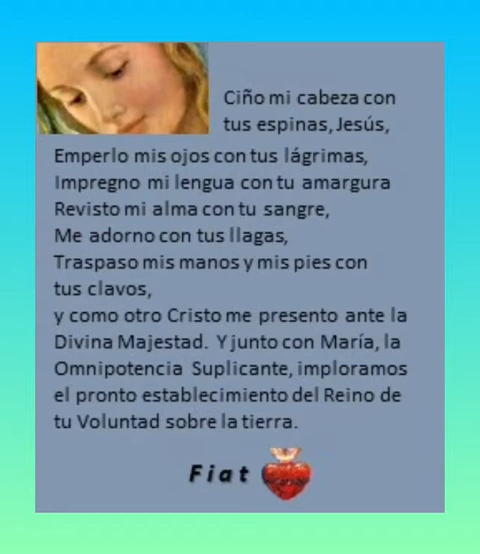 Ciño mi cabeza con
tus espinas, Jesús,
Emperlo mis ojos con tus lágrimas,
Impregno mi lengua con tu amargura
Revisto mi alma con tu sangre,
Me adorno con tus llagas,
Traspaso mis manos y mis pies con
tus clavos,
y como otro Cristo me presento ante la
Divina Majestad. Y junto con María, la
Omnipotencia Suplicante, imploramos
el pronto establecimiento del Reino de
tu Voluntad sobre la tierra.
Fiat